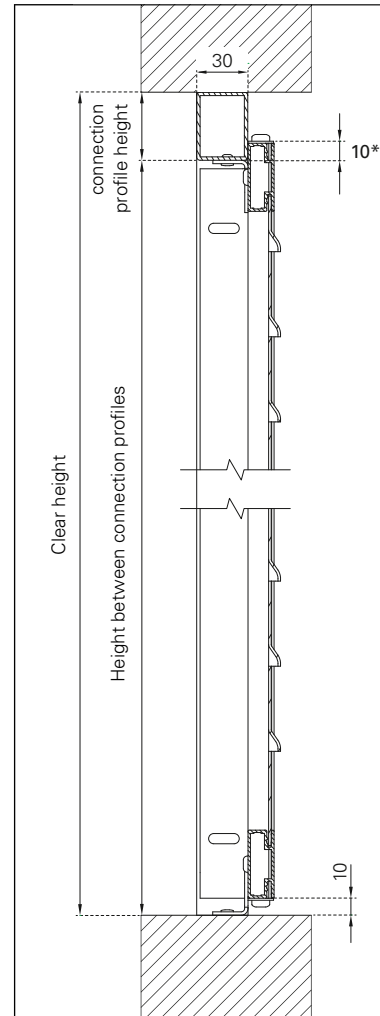 30
connection
profile height
10*
Clear height
Height between connection profiles
10